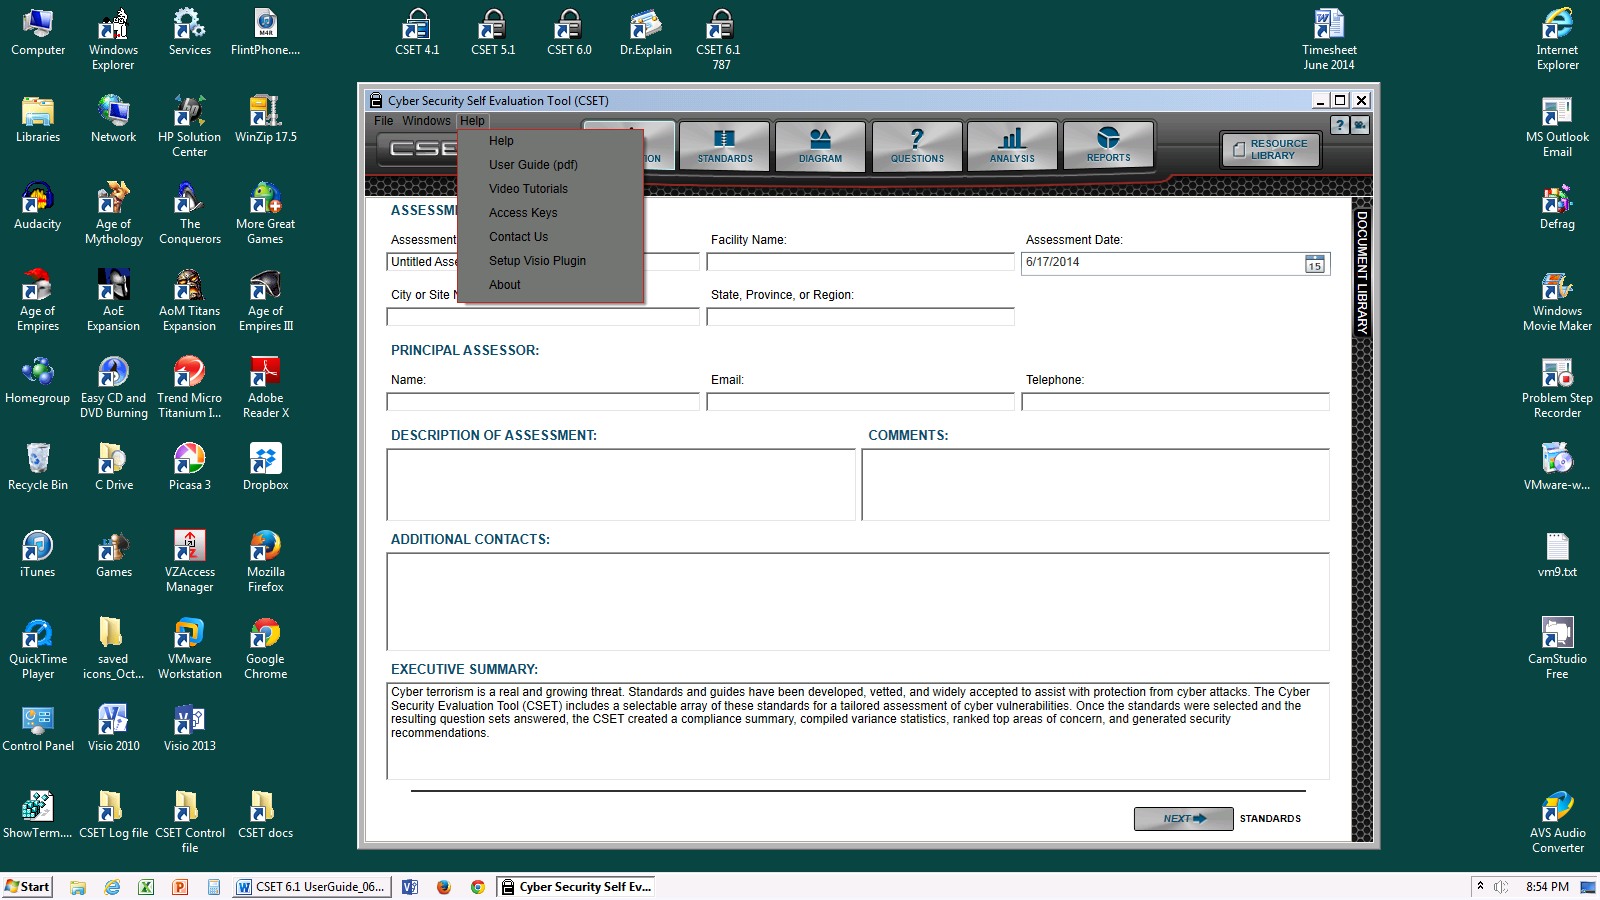 Computer
Windows
Explorer
Services
FlintPhone....
CSET 4.1
CSET 5.1
CSET 6.0
Dr.Explain
CSET 6.1
787
Timesheet
June 2014
Internet
Explorer
Libraries
Network
HP Solution
Center
WinZip 17.5
MS Outlook
Email
Audacity
Age of
Mythology
The
Conquerors
More Great
Games
Defrag
Age of
Empires
AoE
Expansion
AoM Titans
Expansion
Age of
Empires III
Windows
Movie Maker
Homegroup
Easy CD and
DVD Burning
Trend Micro
Titanium I...
Adobe
Reader X
Problem Step
Recorder
Recycle Bin
C Drive
Picasa 3
Dropbox
VMware-w...
iTunes
Games
VZAccess
Manager
Mozilla
Firefox
vm9.txt
QuickTime
Player
saved
icons_Oct...
VMware
Workstation
Google
Chrome
CamStudio
Free
Control Panel
Visio 2010
Visio 2013
ShowTerm....
CSET Log file
CSET Control
file
CSET docs
AVS Audio
Converter
Cyber Security Self Evaluation Tool (CSET)
File Windows Help
CSE
ION
STANDARDS
DIAGRAM
QUESTIONS
ANALYSIS
REPORTS
RESOURCE
LIBRARY
Help
User Guide (pdf)
Video Tutorials
Access Keys
Contact Us
Setup Visio Plugin
About
DOCUMENT LIBRARY
ASSESSM
Assessment
Facility Name:
Assessment Date:
Untitled Asse
6/17/2014
15
City or Site N
State, Province, or Region:
PRINCIPAL ASSESSOR:
Name:
Email:
Telephone:
DESCRIPTION OF ASSESSMENT:
COMMENTS:
ADDITIONAL CONTACTS:
EXECUTIVE SUMMARY:
Cyber terrorism is a real and growing threat. Standards and guides have been developed, vetted, and widely accepted to assist with protection from cyber attacks. The Cyber
Security Evaluation Tool (CSET) includes a selectable array of these standards for a tailored assessment of cyber vulnerabilities. Once the standards were selected and the
resulting question sets answered, the CSET created a compliance summary, compiled variance statistics, ranked top areas of concern, and generated security
recommendations.
NEXT
STANDARDS
Start
CSET 6.1 UserGuide_06...
Cyber Security Self Ev...
8:54 PM